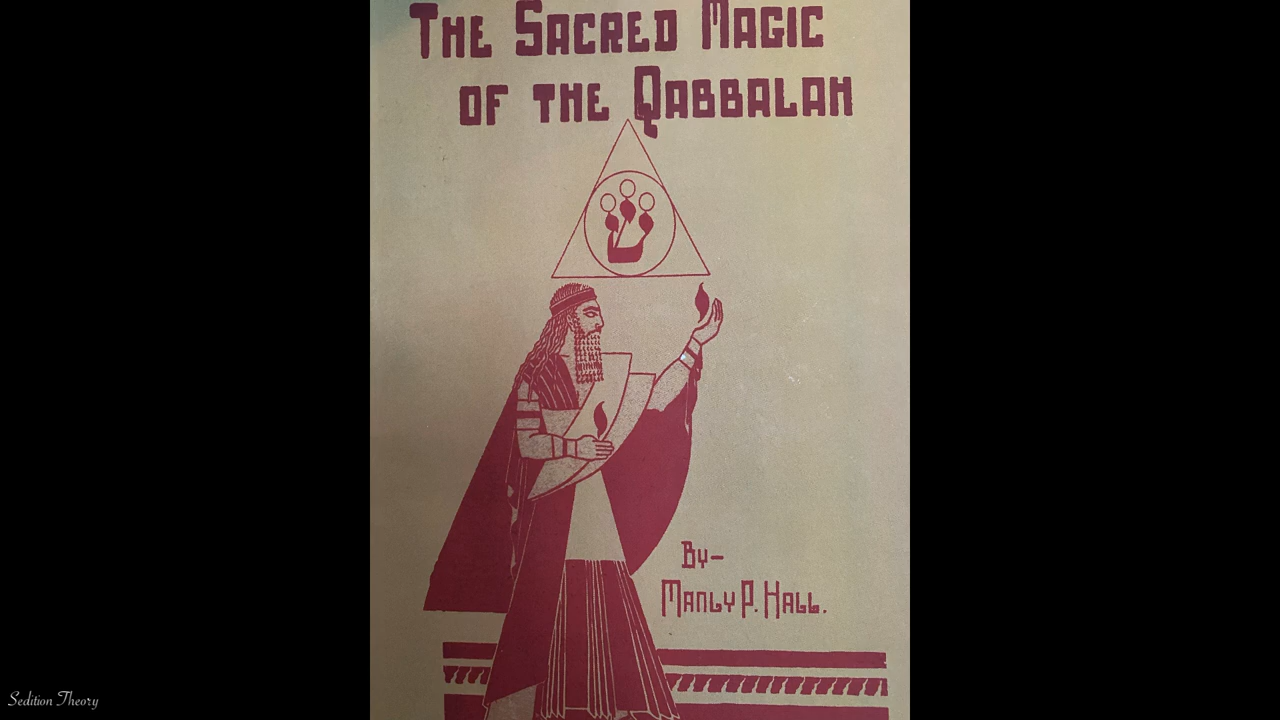 The Sacred Magic
of the Qabbalah
ש
By-
Manly P. Hall.
Sedition Theory